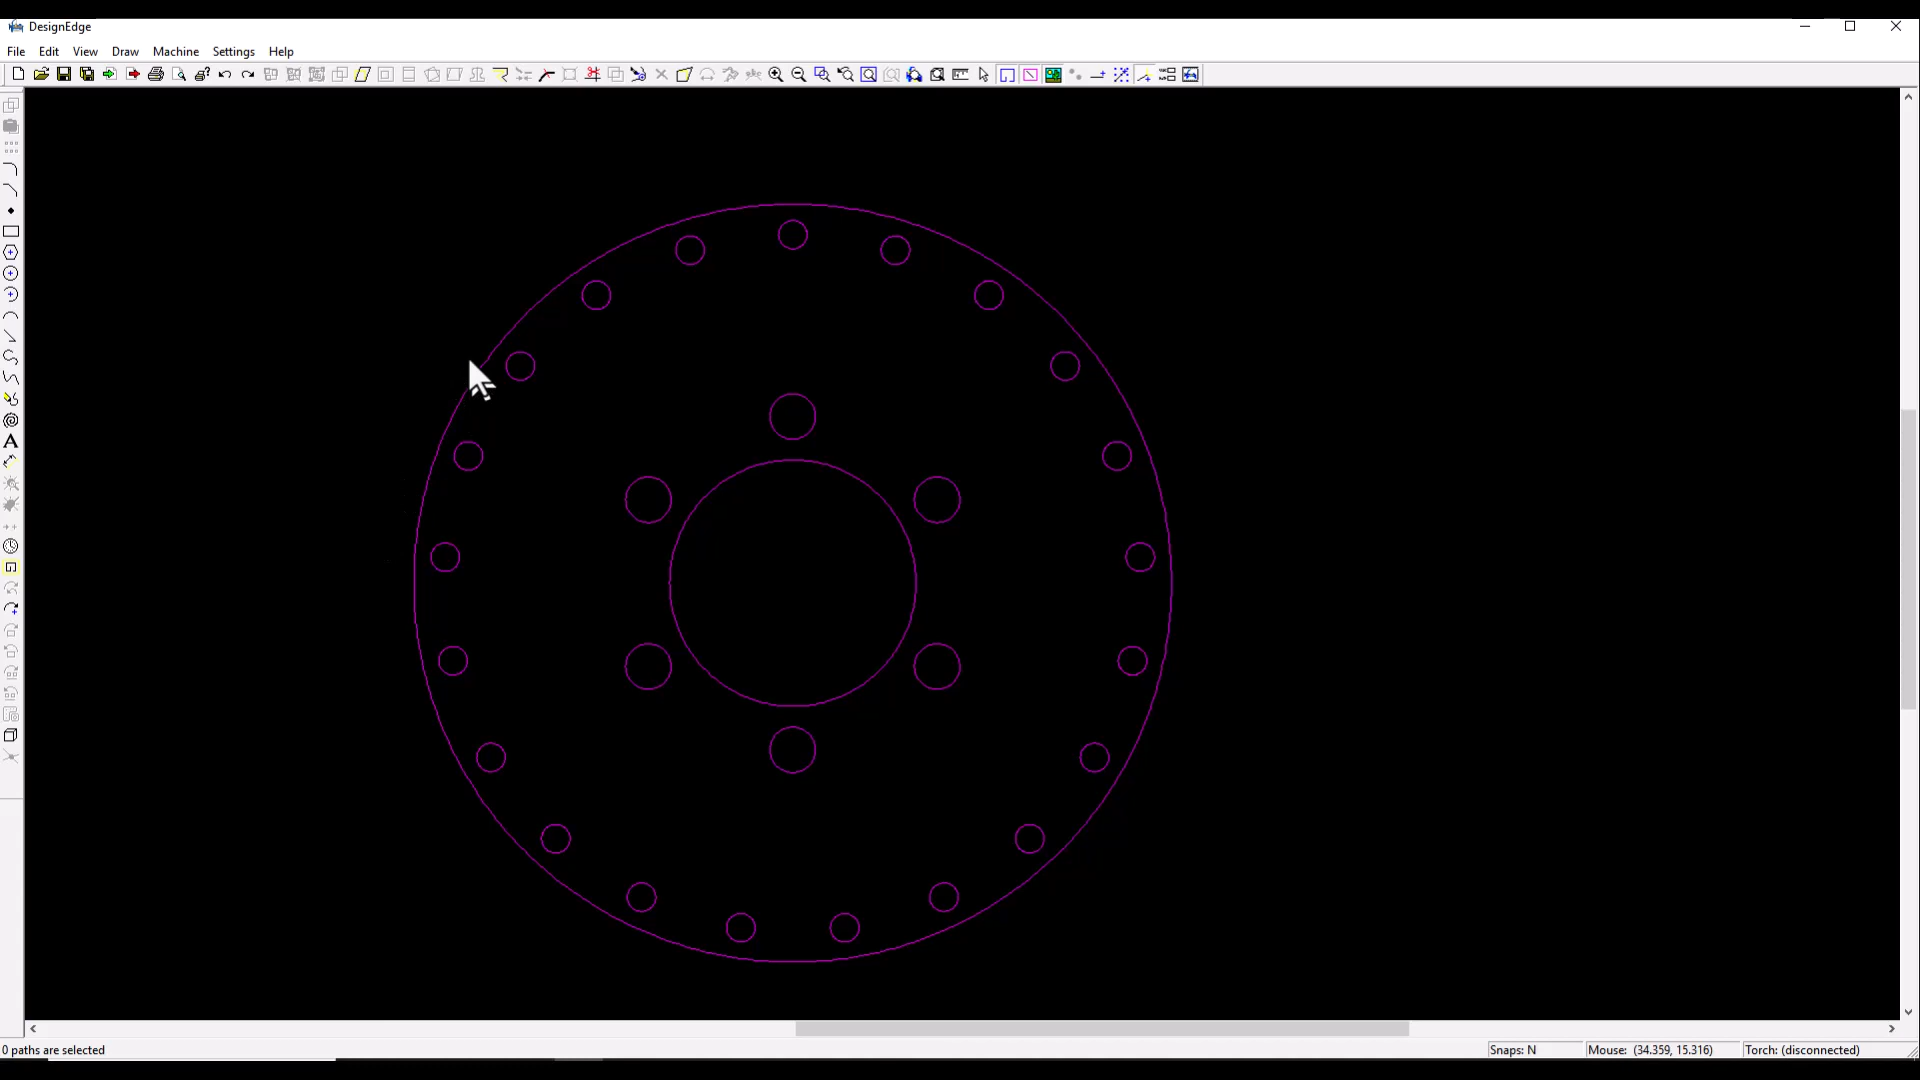 DesignEdge
File Edit View Draw Machine Settings Help
A
0 paths are selected
Snaps: N
Mouse: (34.359, 15.316)
Torch: (disconnected)